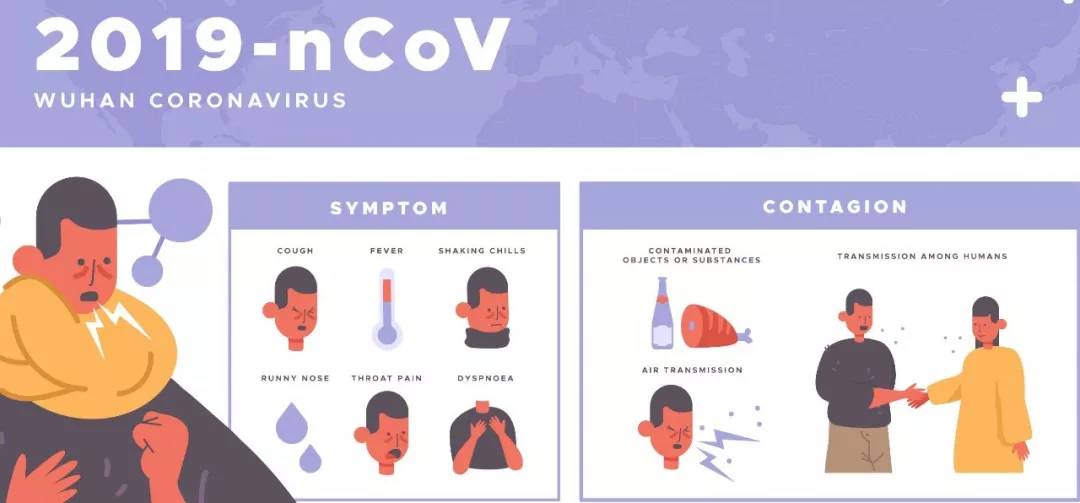 2019-nCoV
WUHAN CORONAVIRUS
SYMPTOM
COUGH
FEVER
SHAKING CHILLS
RUNNY NOSE
THROAT PAIN
DYSPNOEA
CONTAGION
CONTAMINATED
OBJECTS OR SUBSTANCES
AIR TRANSMISSION
TRANSMISSION AMONG HUMANS